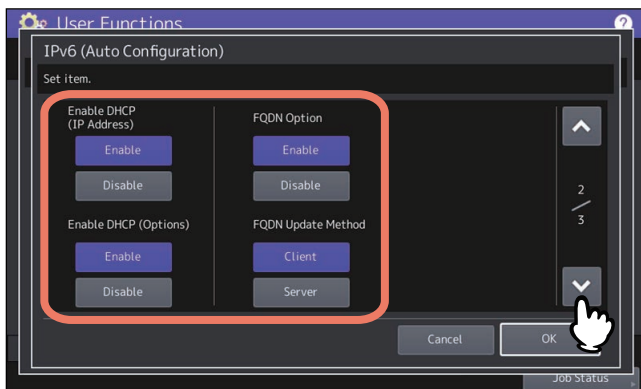 User Functions
?
IPv6 (Auto Configuration)
Set item.
Enable DHCP
(IP Address)
Enable
Disable
FQDN Option
Enable
Disable
Enable DHCP (Options)
Enable
Disable
FQDN Update Method
Client
Server
2
3
Cancel
OK
Job Status